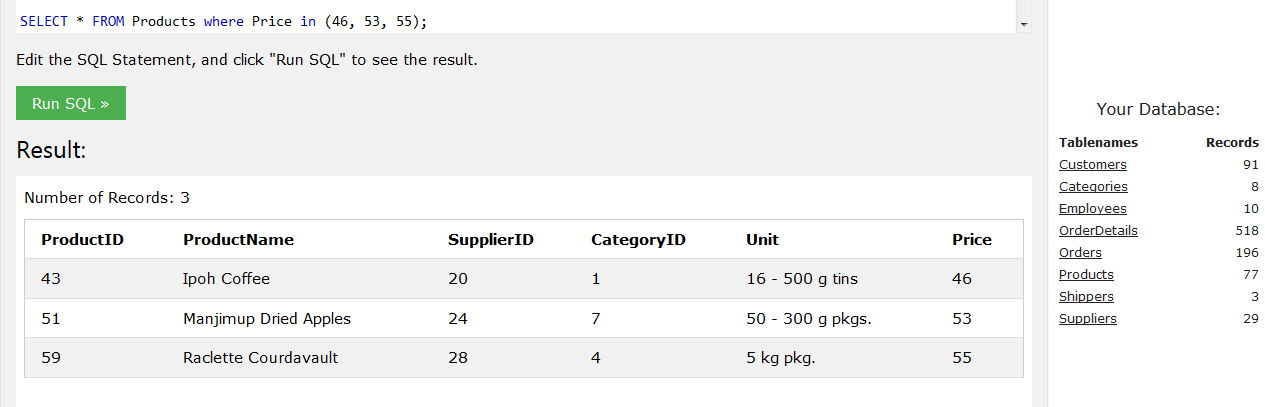 SELECT * FROM Products where Price in (46, 53, 55);
Edit the SQL Statement, and click "Run SQL" to see the result.
Run SQL »
Result:
Number of Records: 3
ProductID ProductName SupplierID CategoryID Unit Price
43 Ipoh Coffee 20 1 16 - 500 g tins 46
51 Manjimup Dried Apples 24 7 50 - 300 g pkgs. 53
59 Raclette Courdavault 28 4 5 kg pkg. 55
Your Database:
Tablenames Records
Customers 91
Categories 8
Employees 10
OrderDetails 518
Orders 196
Products 77
Shippers 3
Suppliers 29